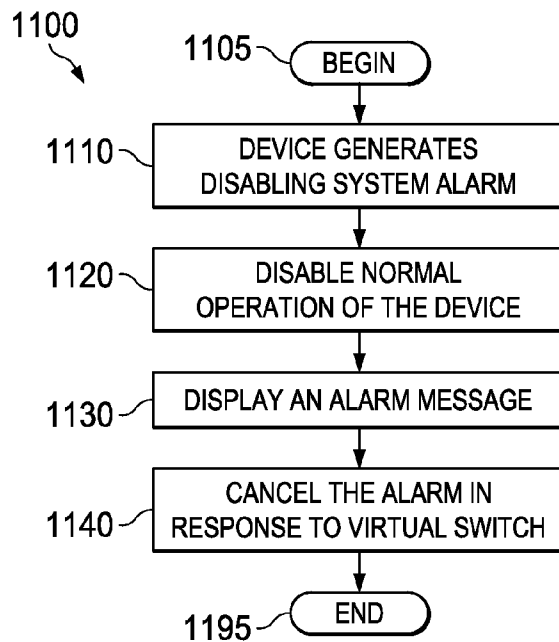 1100
1105
BEGIN
1110
DEVICE GENERATES
DISABLING SYSTEM ALARM
1120
DISABLE NORMAL
OPERATION OF THE DEVICE
1130
DISPLAY AN ALARM MESSAGE
1140
CANCEL THE ALARM IN
RESPONSE TO VIRTUAL SWITCH
1195
END